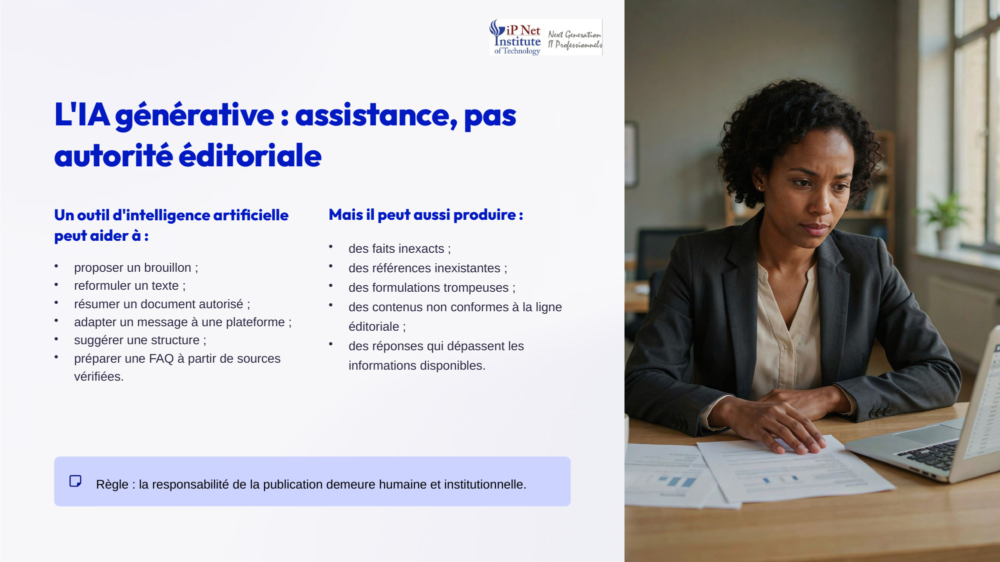 iP Net
Institute
of Technology
Next Generation
IT Professionnels
L'IA générative : assistance, pas
autorité éditoriale
Un outil d'intelligence artificielle
peut aider à :
• proposer un brouillon ;
• reformuler un texte ;
• résumer un document autorisé ;
• adapter un message à une plateforme ;
• suggérer une structure ;
• préparer une FAQ à partir de sources
vérifiées.
Mais il peut aussi produire :
• des faits inexacts ;
• des références inexistantes ;
• des formulations trompeuses ;
• des contenus non conformes à la ligne
éditoriale ;
• des réponses qui dépassent les
informations disponibles.
Règle : la responsabilité de la publication demeure humaine et institutionnelle.